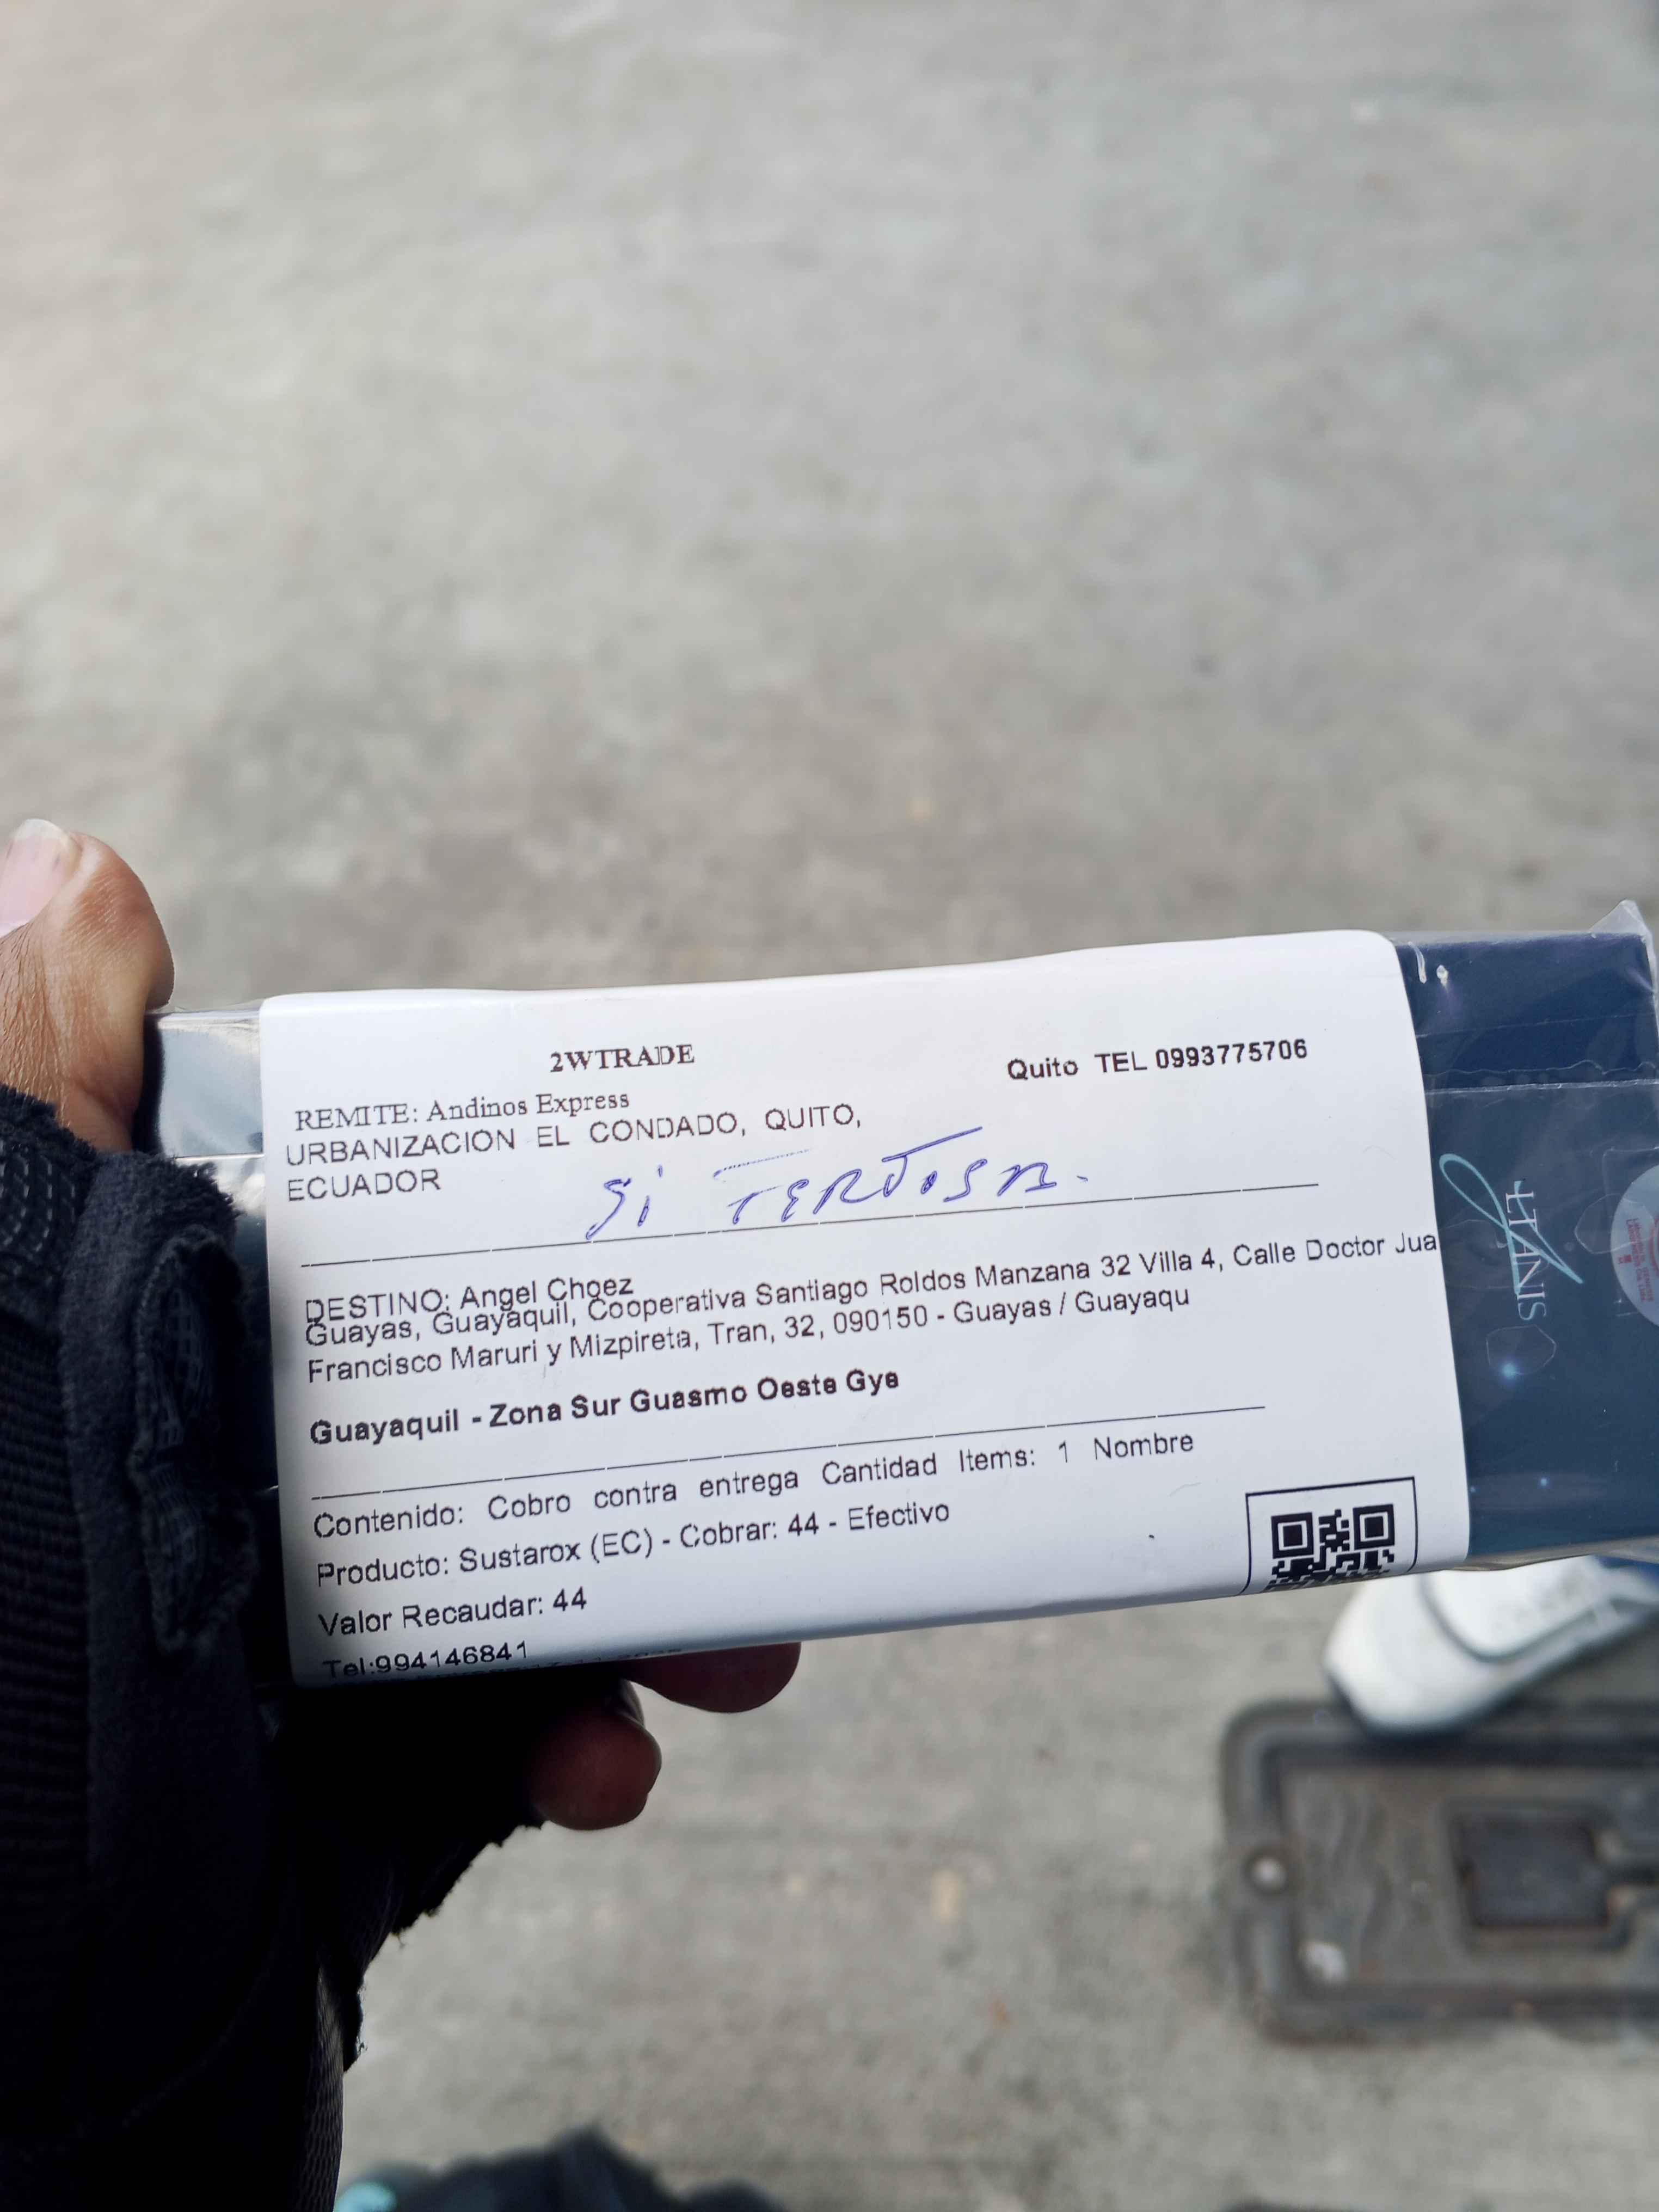 2WTRADE
Quito TEL 0993775706
REMITE: Andinos Express
URBANIZACION EL CONDADO, QUITO,
ECUADOR
Si
DESTINO: Angel Choez
Guayas, Guayaquil, Cooperativa Santiago Roldos Manzana 32 Villa 4, Calle Doctor Jua
Francisco Maruri y Mizpireta, Tran, 32, 090150 - Guayas / Guayaqu
Guayaquil - Zona Sur Guasmo Oeste Gye
Contenido: Cobro contra entrega Cantidad Items: 1 Nombre
Producto: Sustarox (EC) - Cobrar: 44 - Efectivo
Valor Recaudar: 44
Tel:994146841